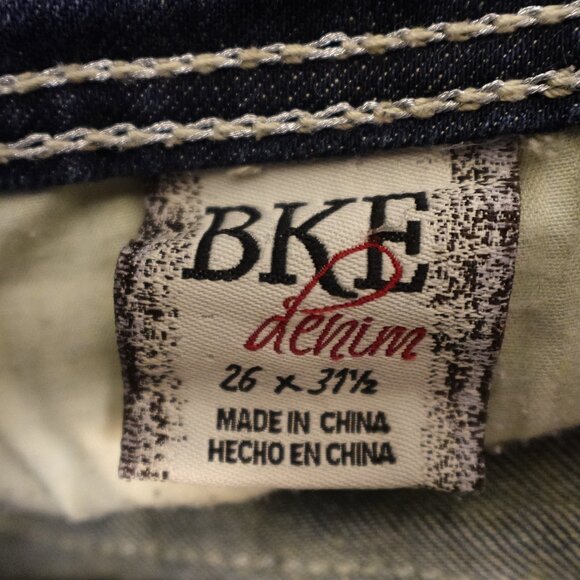 BKE
denim
26 x 31½
MADE IN CHINA
HECHO EN CHINA